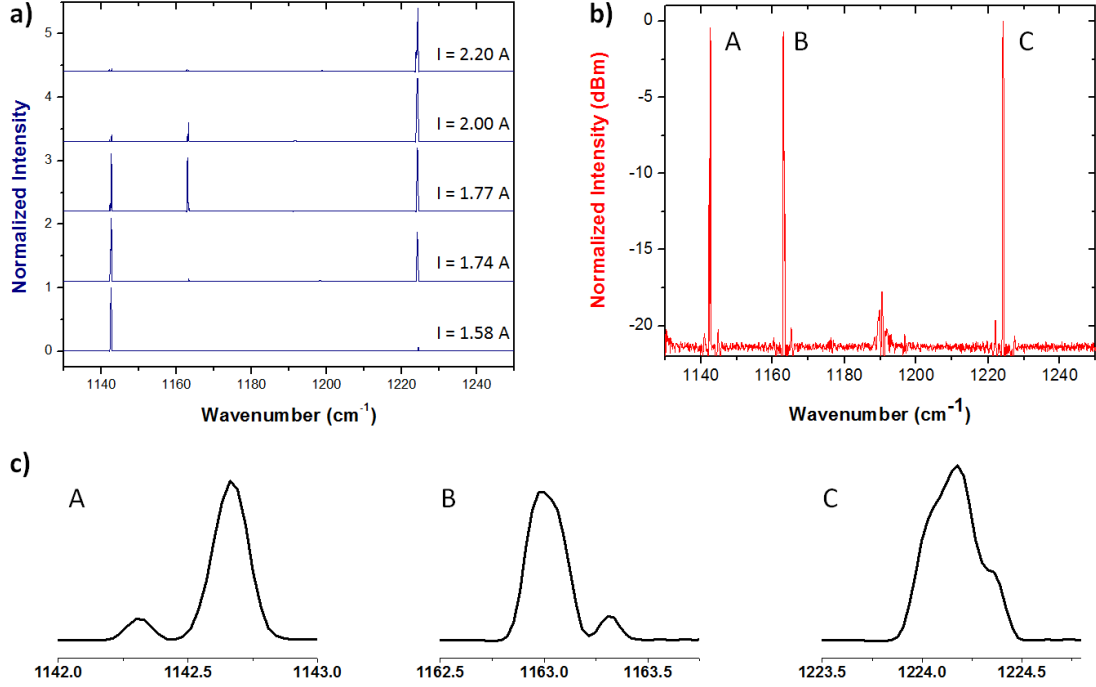 a)
5
4
3
2
1
0
Normalized Intensity
I = 2.20 A
I = 2.00 A
I = 1.77 A
I = 1.74 A
I = 1.58 A
1140 1160 1180 1200 1220 1240
Wavenumber (cm-1)
b)
0
-5
-10
-15
-20
Normalized Intensity (dBm)
A B C
1140 1160 1180 1200 1220 1240
Wavenumber (cm-1)
c)
A
1142.0 1142.5 1143.0
B
1162.5 1163.0 1163.5
C
1223.5 1224.0 1224.5